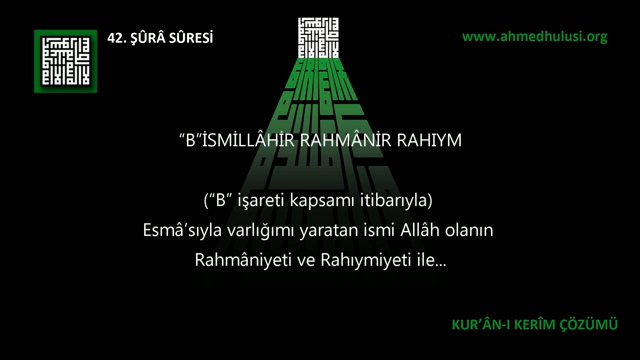 42. ŞÛRÂ SÛRESİ
www.ahmedhulusi.org
“B”İSMİLLÂHİR RAHMÂNİR RAHIYM
(“B” işareti kapsamı itibarıyla)
Esmâ’sıyla varlığımı yaratan ismi Allâh olanın
Rahmâniyeti ve Rahıymiyeti ile...
KUR’ÂN-I KERÎM ÇÖZÜMÜ